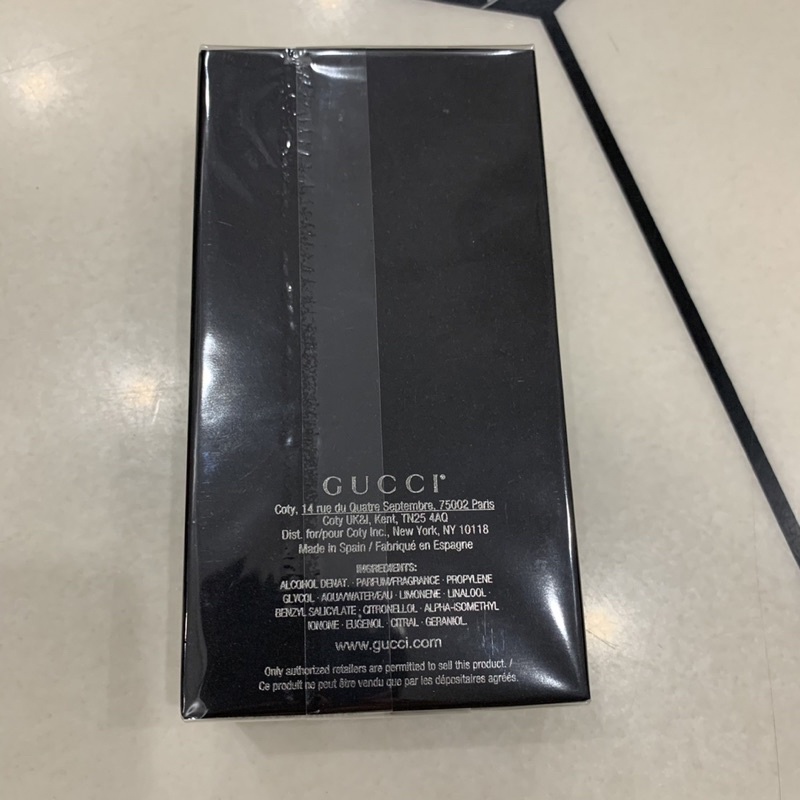 GUCCI®
Coty, 14 rue du Quatre Septembre, 75002 Paris
Coty UK&I, Kent, TN25 4AQ
Dist. for/pour Coty Inc., New York, NY 10118
Made in Spain / Fabriqué en Espagne
INGREDIENTS:
ALCOHOL DENAT. · PARFUM/FRAGRANCE · PROPYLENE
GLYCOL · AQUA/WATER/EAU · LIMONENE · LINALOOL ·
BENZYL SALICYLATE · CITRONELLOL · ALPHA-ISOMETHYL
IONONE · EUGENOL · CITRAL · GERANIOL.
www.gucci.com
Only authorized retailers are permitted to sell this product. /
Ce produit ne peut être vendu que par les dépositaires agréés.